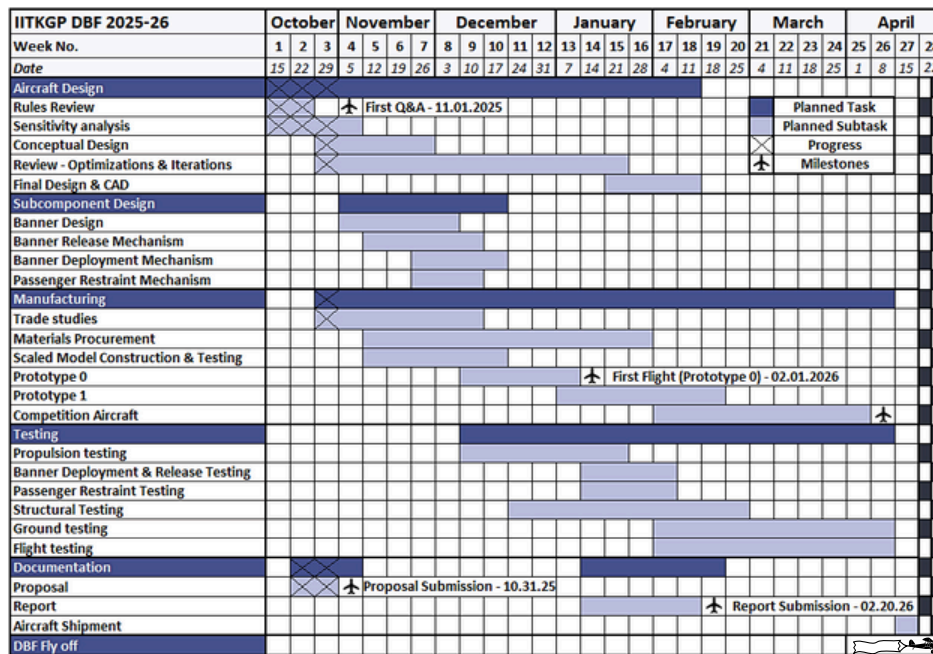 IITKGP DBF 2025-26 October November December January February March April
Week No. 1 2 3 4 5 6 7 8 9 10 11 12 13 14 15 16 17 18 19 20 21 22 23 24 25 26 27
Date 15 22 29 5 12 19 26 3 10 17 24 31 7 14 21 28 4 11 18 25 4 11 18 25 1 8 15
Aircraft Design
Rules Review First Q&A - 11.01.2025 Planned Task
Sensitivity analysis Planned Subtask
Conceptual Design Progress
Review - Optimizations & Iterations Milestones
Final Design & CAD
Subcomponent Design
Banner Design
Banner Release Mechanism
Banner Deployment Mechanism
Passenger Restraint Mechanism
Manufacturing
Trade studies
Materials Procurement
Scaled Model Construction & Testing
Prototype 0 First Flight (Prototype 0) - 02.01.2026
Prototype 1
Competition Aircraft
Testing
Propulsion testing
Banner Deployment & Release Testing
Passenger Restraint Testing
Structural Testing
Ground testing
Flight testing
Documentation
Proposal Proposal Submission - 10.31.25
Report Report Submission - 02.20.26
Aircraft Shipment
DBF Fly off